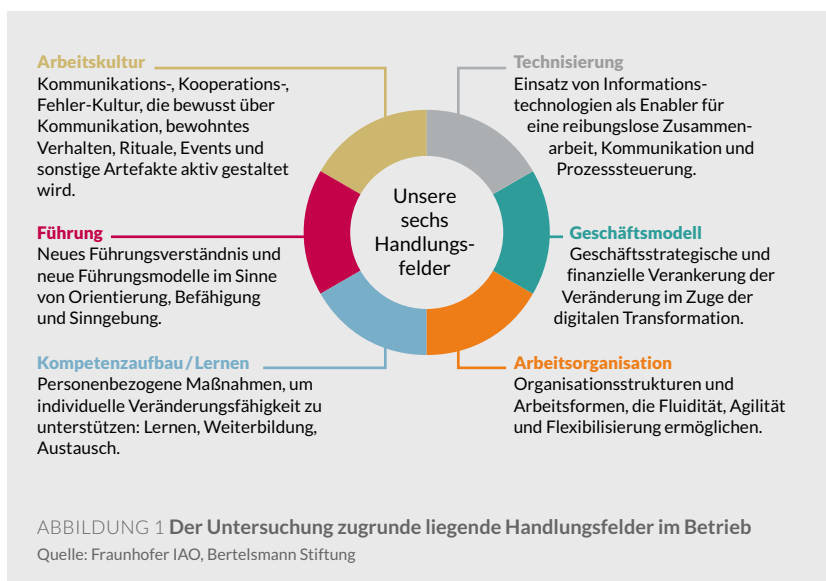 Arbeitskultur
Kommunikations-, Kooperations-,
Fehler-Kultur, die bewusst über
Kommunikation, bewohntes
Verhalten, Rituale, Events und
sonstige Artefakte aktiv gestaltet
wird.
Führung
Neues Führungsverständnis und
neue Führungsmodelle im Sinne
von Orientierung, Befähigung
und Sinngebung.
Kompetenzaufbau / Lernen
Personenbezogene Maßnahmen, um
individuelle Veränderungsfähigkeit zu
unterstützen: Lernen, Weiterbildung,
Austausch.
Unsere
sechs
Handlungs-
felder
Technisierung
Einsatz von Informations-
technologien als Enabler für
eine reibungslose Zusammen-
arbeit, Kommunikation und
Prozesssteuerung.
Geschäftsmodell
Geschäftsstrategische und
finanzielle Verankerung der
Veränderung im Zuge der
digitalen Transformation.
Arbeitsorganisation
Organisationsstrukturen und
Arbeitsformen, die Fluidität, Agilität
und Flexibilisierung ermöglichen.
ABBILDUNG 1 Der Untersuchung zugrunde liegende Handlungsfelder im Betrieb
Quelle: Fraunhofer IAO, Bertelsmann Stiftung